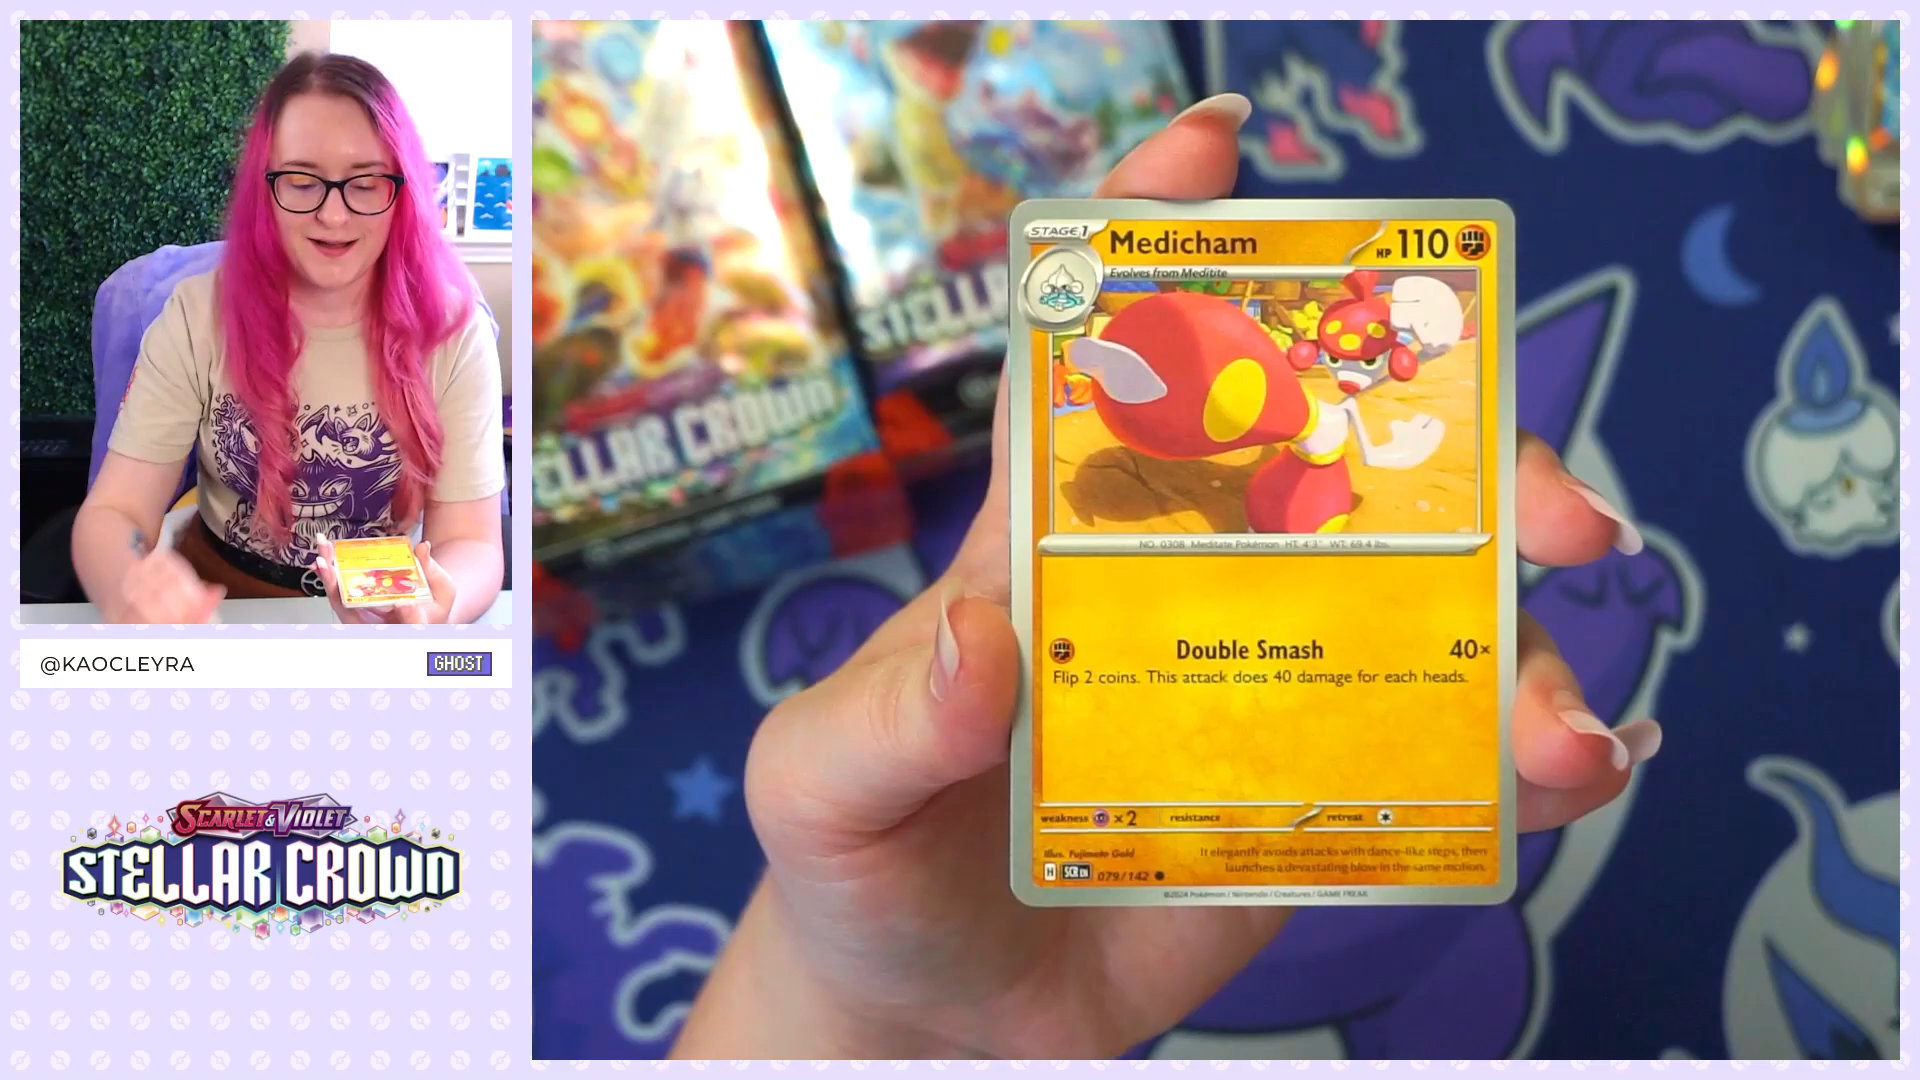 @KAOCLEYRA
GHOST
SCARLET & VIOLET
STELLAR CROWN
STELLAR CROWN
STELL
STAGE 1
Medicham
HP 110
Evolves from Meditite
NO. 0308 Meditate Pokémon HT: 4'3" WT: 69.4 lbs.
Double Smash 40×
Flip 2 coins. This attack does 40 damage for each heads.
weakness ×2 resistance retreat
Illus. Fujimoto Gold
It elegantly avoids attacks with dance-like steps, then
launches a devastating blow in the same motion.
H SCR EN 079/142
©2024 Pokémon / Nintendo / Creatures / GAME FREAK